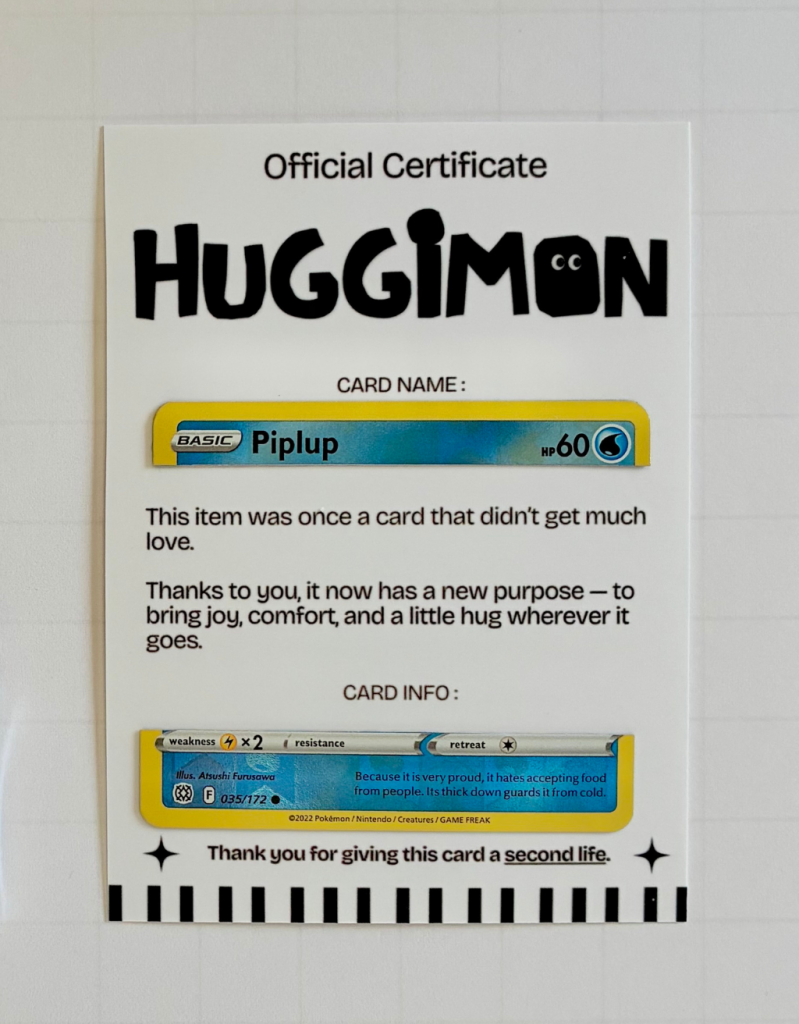 Official Certificate
HUGGIMON
CARD NAME:
BASIC Piplup HP60
This item was once a card that didn't get much
love.
Thanks to you, it now has a new purpose — to
bring joy, comfort, and a little hug wherever it
goes.
CARD INFO:
weakness ×2 resistance retreat
Illus. Atsushi Furusawa
F 035/172
Because it is very proud, it hates accepting food
from people. Its thick down guards it from cold.
©2022 Pokémon / Nintendo / Creatures / GAME FREAK
Thank you for giving this card a second life.